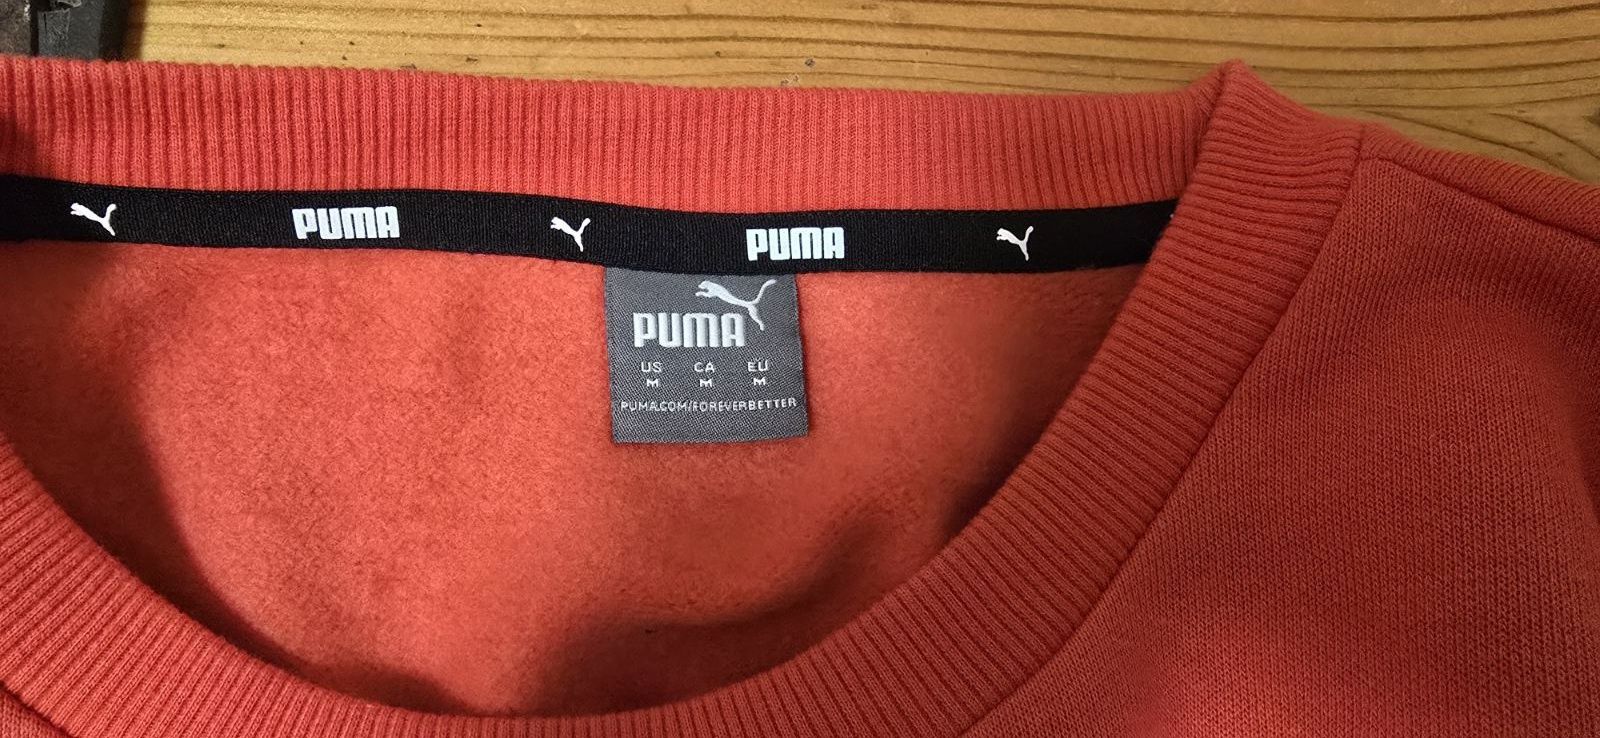 PUMA PUMA
PUMA
US CA EU
M M M
PUMA.COM/FOREVERBETTER